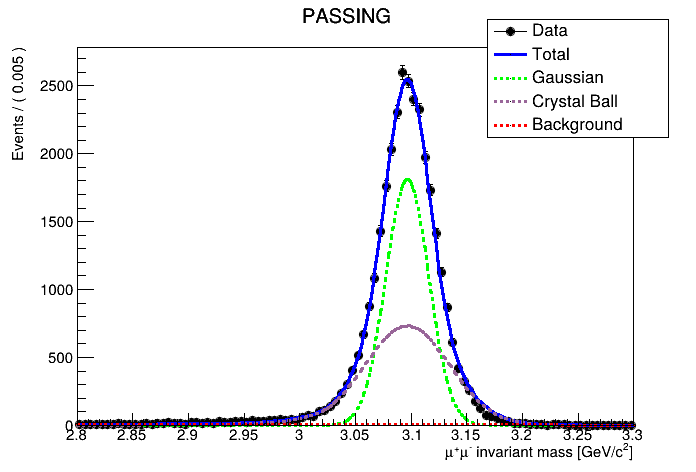 PASSING
Data
Total
Gaussian
Crystal Ball
Background
Events / ( 0.005 )
2500
2000
1500
1000
500
0
2.8 2.85 2.9 2.95 3 3.05 3.1 3.15 3.2 3.25 3.3
μ⁺μ⁻ invariant mass [GeV/c²]